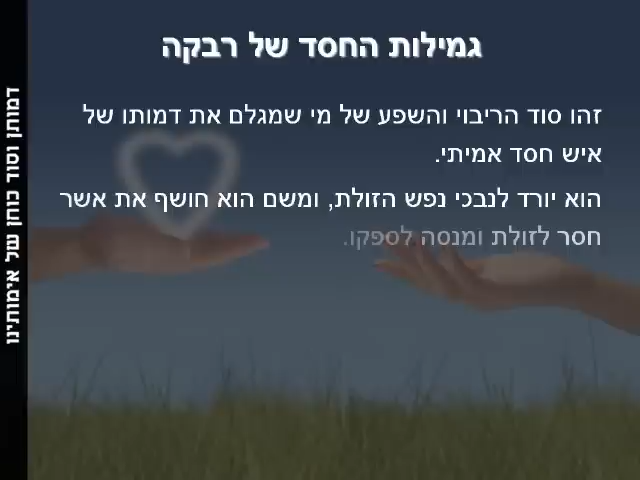 גמילות החסד של רבקה
זהו סוד הריבוי והשפע של מי שמגלם את דמותו של
איש חסד אמיתי.
הוא יורד לנבכי נפש הזולת, ומשם הוא חושף את אשר
חסר לזולת ומנסה לספקו.
דמותן וסוד כוחן של אימותינו